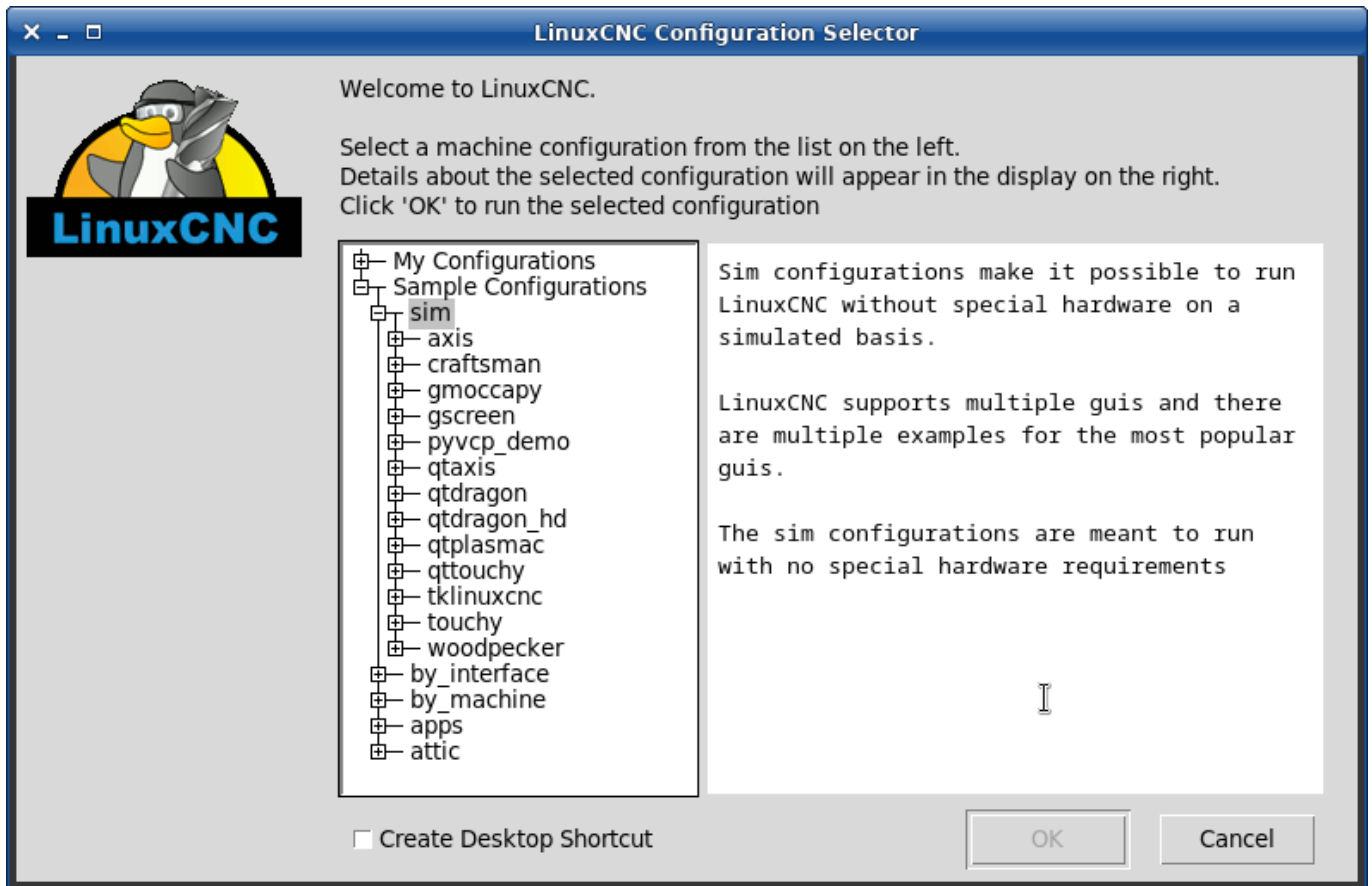 LinuxCNC Configuration Selector
LinuxCNC
Welcome to LinuxCNC.
Select a machine configuration from the list on the left.
Details about the selected configuration will appear in the display on the right.
Click 'OK' to run the selected configuration
My Configurations
Sample Configurations
sim
axis
craftsman
gmoccapy
gscreen
pyvcp_demo
qtaxis
qtdragon
qtdragon_hd
qtplasmac
qttouchy
tklinuxcnc
touchy
woodpecker
by_interface
by_machine
apps
attic
Sim configurations make it possible to run
LinuxCNC without special hardware on a
simulated basis.
LinuxCNC supports multiple guis and there
are multiple examples for the most popular
guis.
The sim configurations are meant to run
with no special hardware requirements
Create Desktop Shortcut
OK
Cancel